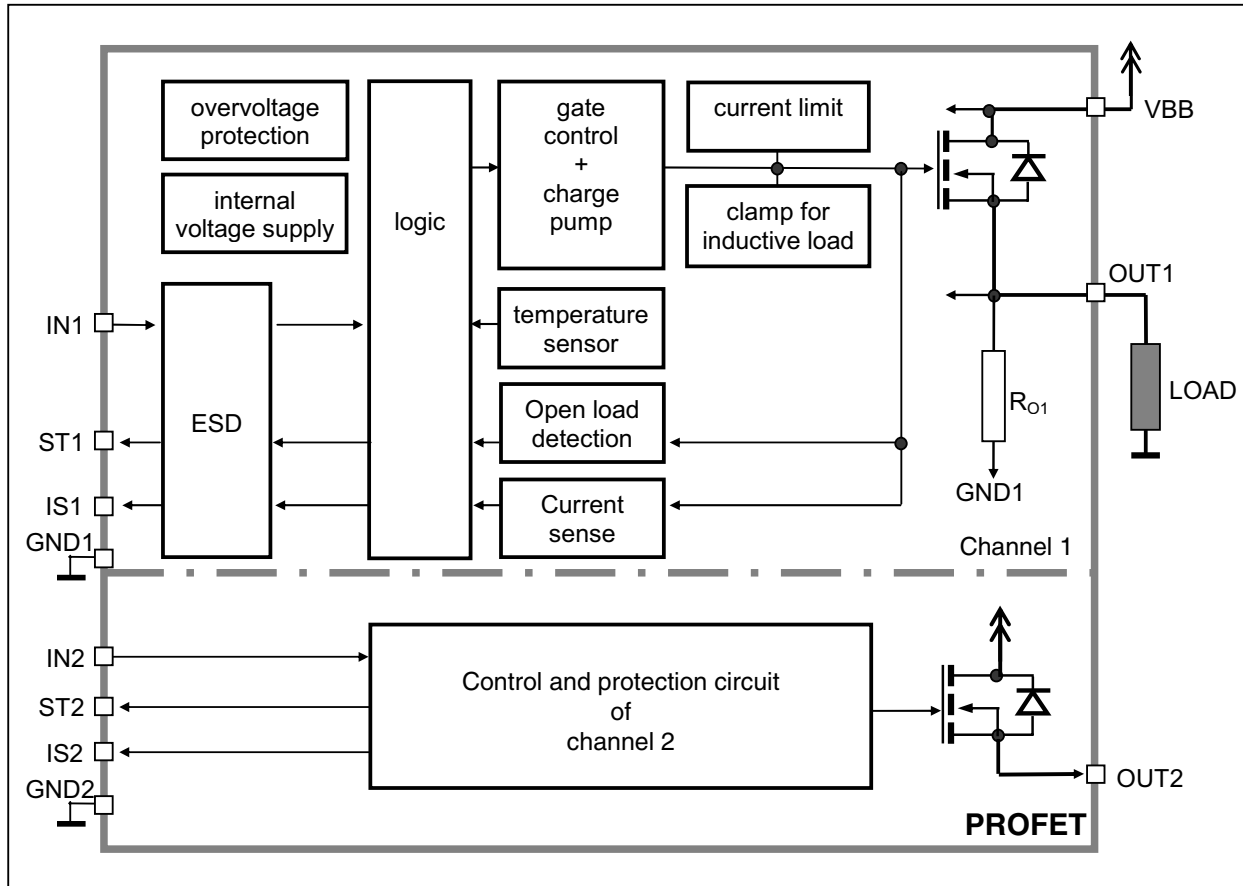 overvoltage
protection
internal
voltage supply
logic
gate
control
+
charge
pump
current limit
clamp for
inductive load
VBB
OUT1
IN1
ESD
temperature
sensor
ST1
Open load
detection
RO1
LOAD
IS1
Current
sense
GND1
GND1
Channel 1
IN2
ST2
IS2
GND2
Control and protection circuit
of
channel 2
OUT2
PROFET